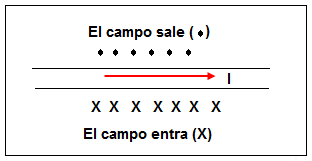 El campo sale (♦)
I
X X X X X X X
El campo entra (X)